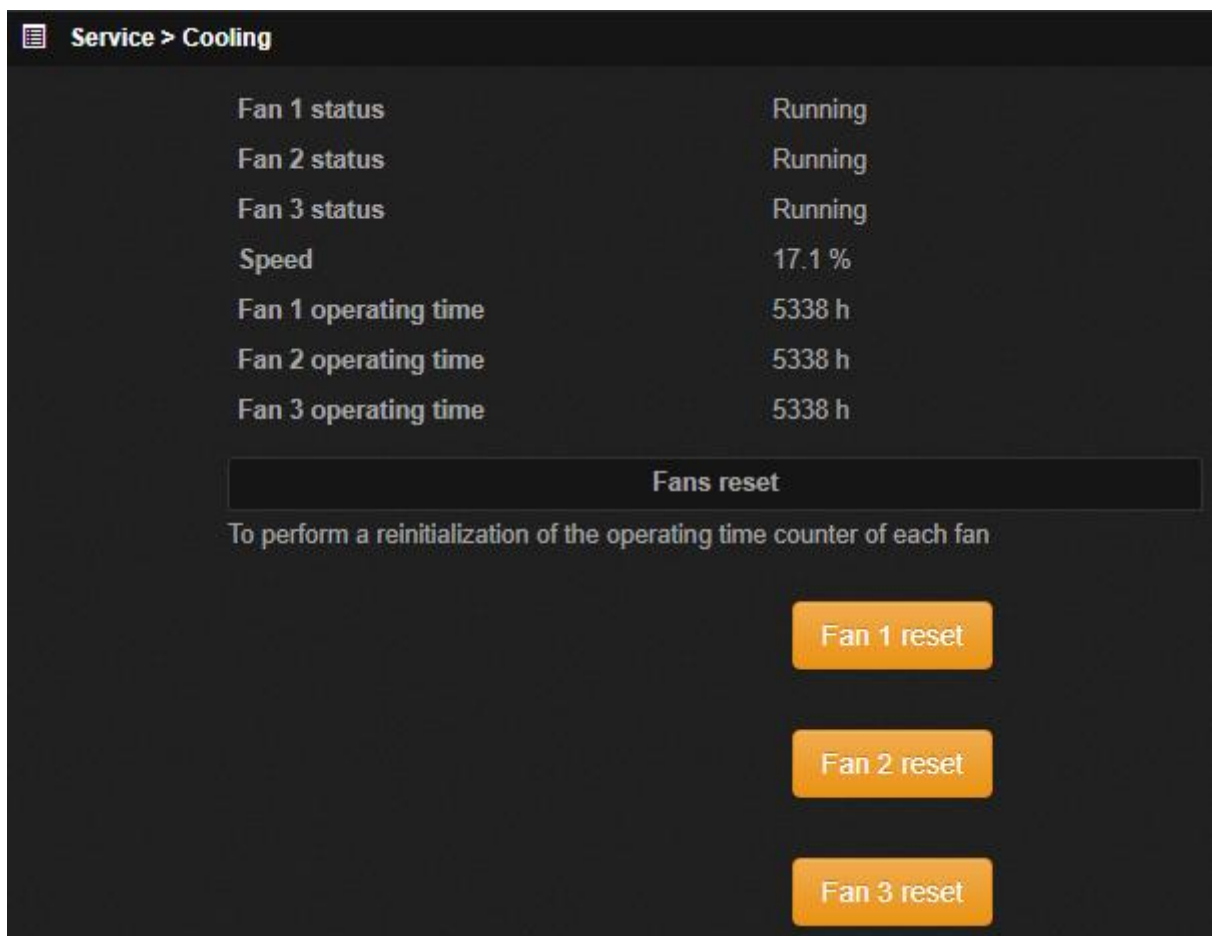 Service > Cooling
Fan 1 status Running
Fan 2 status Running
Fan 3 status Running
Speed 17.1 %
Fan 1 operating time 5338 h
Fan 2 operating time 5338 h
Fan 3 operating time 5338 h
Fans reset
To perform a reinitialization of the operating time counter of each fan
Fan 1 reset
Fan 2 reset
Fan 3 reset